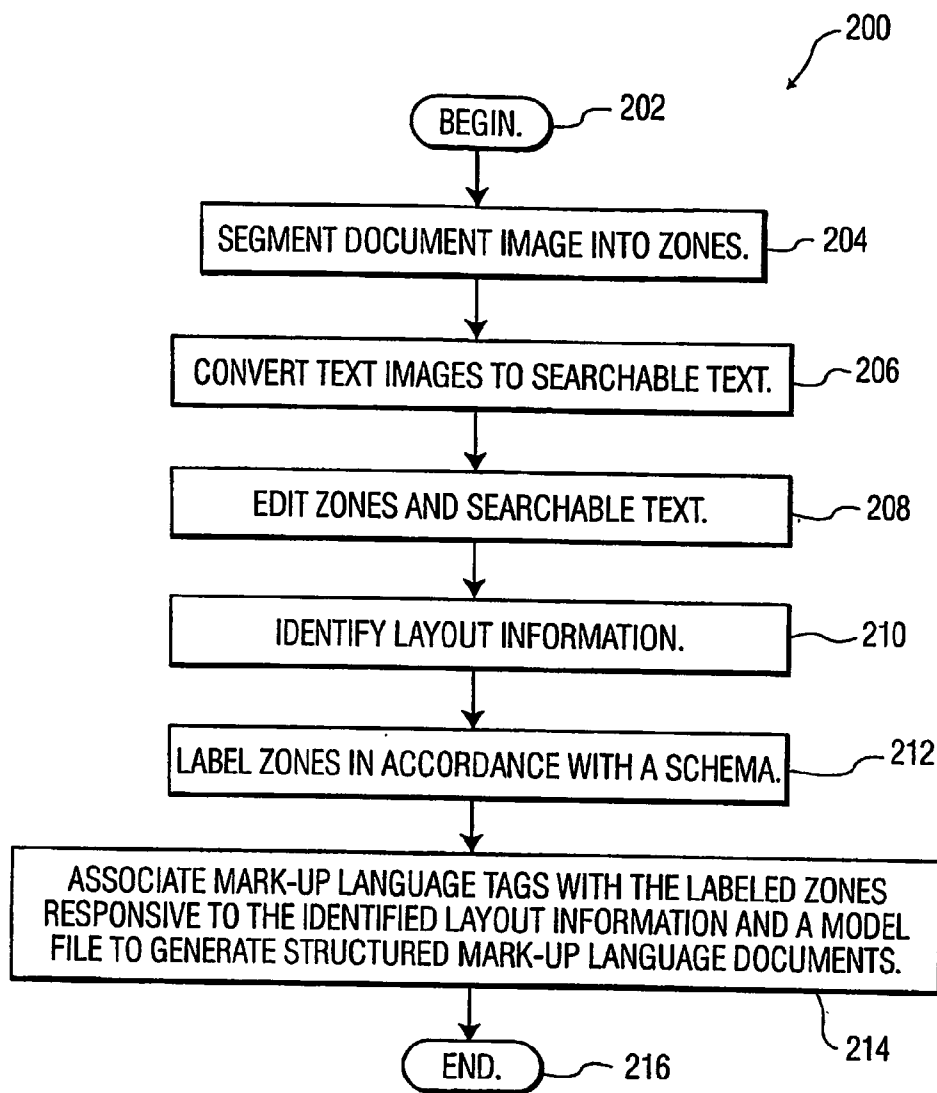 200
BEGIN.
202
SEGMENT DOCUMENT IMAGE INTO ZONES.
204
CONVERT TEXT IMAGES TO SEARCHABLE TEXT.
206
EDIT ZONES AND SEARCHABLE TEXT.
208
IDENTIFY LAYOUT INFORMATION.
210
LABEL ZONES IN ACCORDANCE WITH A SCHEMA.
212
ASSOCIATE MARK-UP LANGUAGE TAGS WITH THE LABELED ZONES
RESPONSIVE TO THE IDENTIFIED LAYOUT INFORMATION AND A MODEL
FILE TO GENERATE STRUCTURED MARK-UP LANGUAGE DOCUMENTS.
214
END.
216